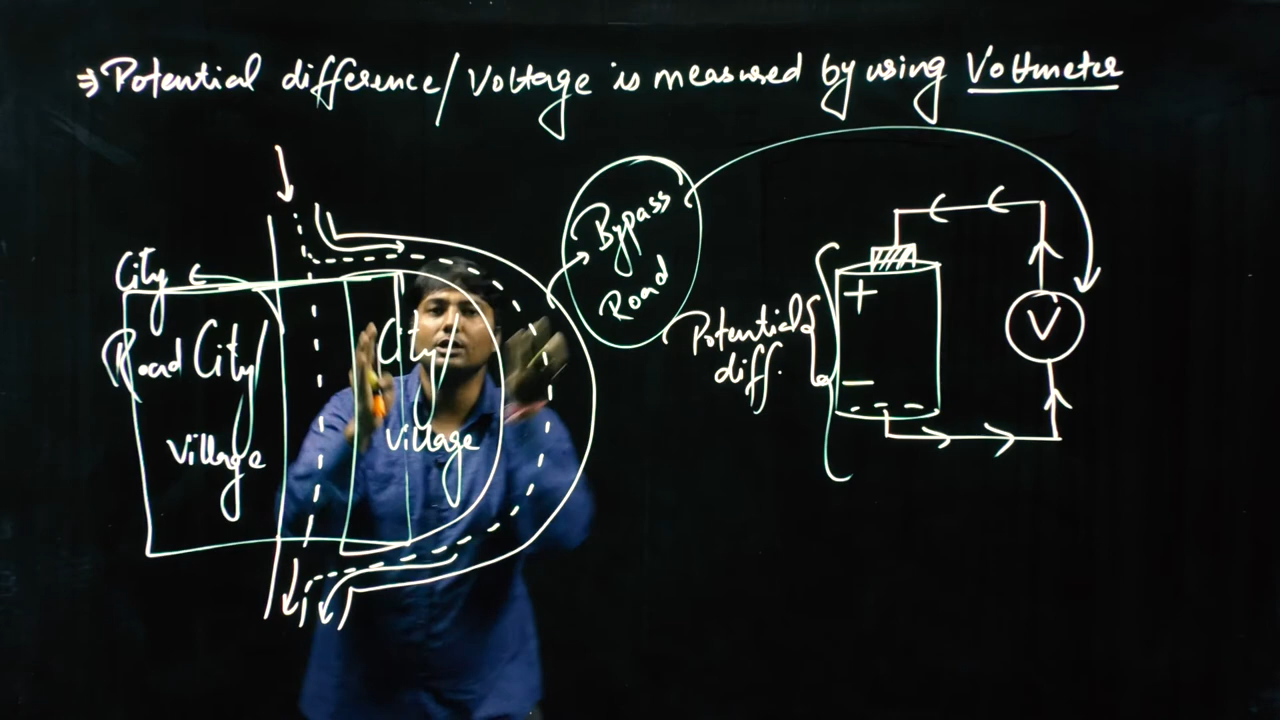 ⇒ Potential difference/Voltage is measured by using Voltmeter
Bypass
Road
City
Road City
Village
City
Village
Potential
diff.
+
−
V